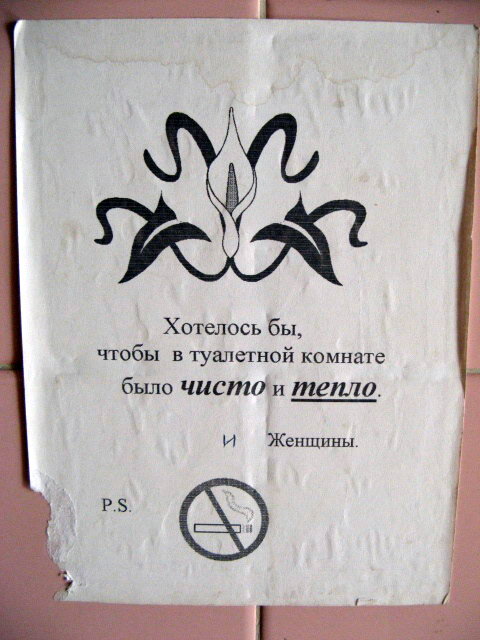 Хотелось бы,
чтобы в туалетной комнате
было чисто и тепло.
и Женщины.
P.S.